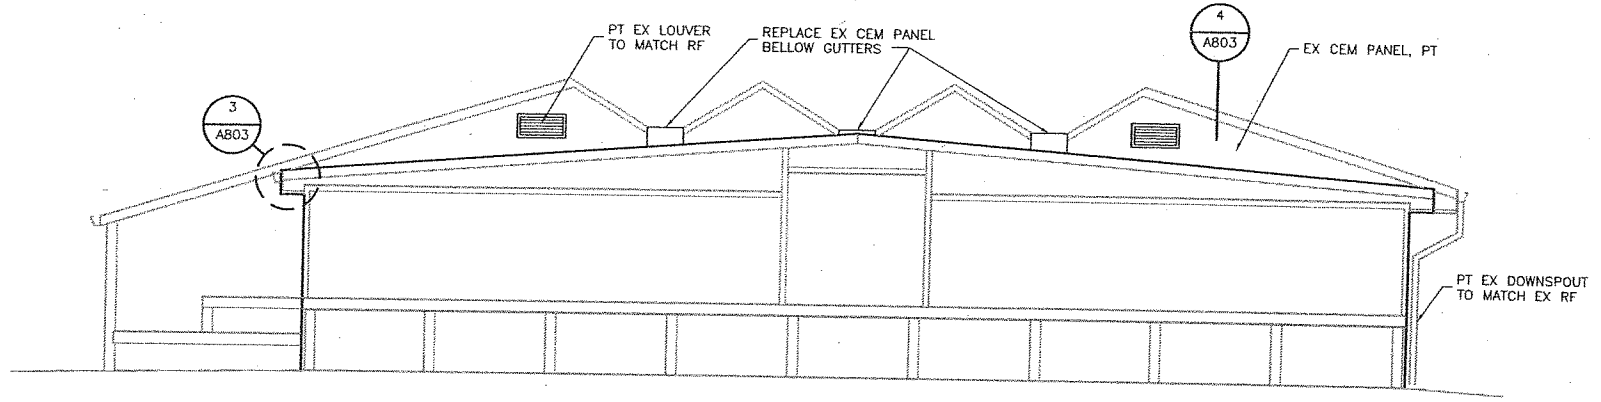 4
A803
PT EX LOUVER
TO MATCH RF
REPLACE EX CEM PANEL
BELLOW GUTTERS
EX CEM PANEL, PT
3
A803
PT EX DOWNSPOUT
TO MATCH EX RF